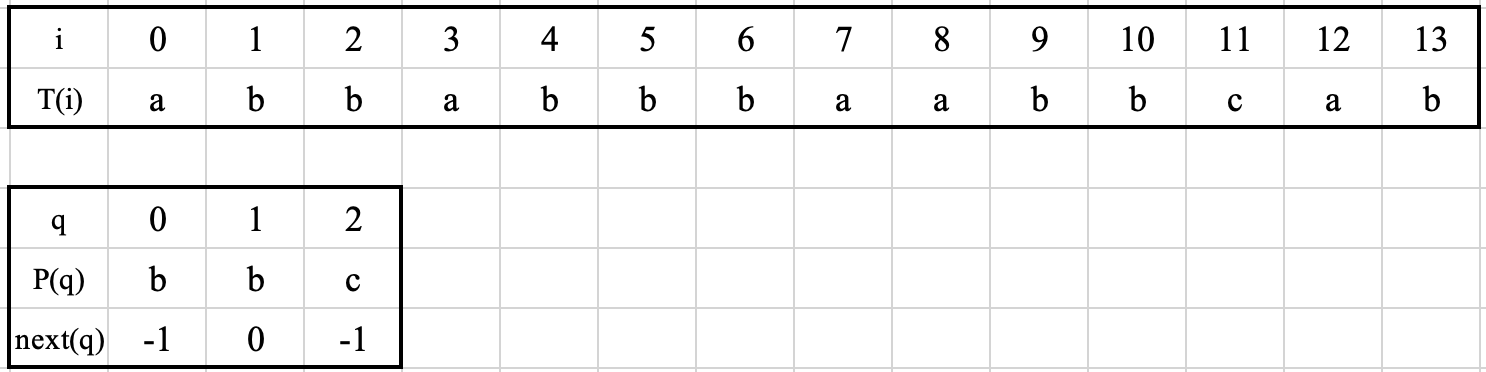 i 0 1 2 3 4 5 6 7 8 9 10 11 12 13
T(i) a b b a b b b a a b b c a b
q 0 1 2
P(q) b b c
next(q) -1 0 -1